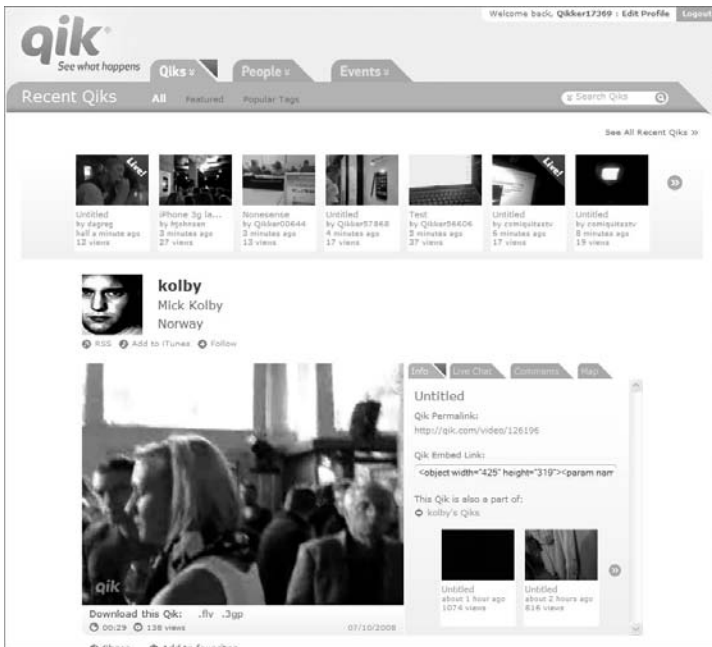 Welcome back, Qikker17369 : Edit Profile Logout
qik
See what happens
Qiks People Events
Recent Qiks All Featured Popular Tags Search Qiks
See All Recent Qiks »
Live! Live!
Untitled iPhone 3g la... Nonesense Untitled Test Untitled Untitled
by dagreg by by Qikker00644 by Qikker57868 by Qikker56606 by comiquitastv by comiquitastv
half a minute ago 3 minutes ago 3 minutes ago 4 minutes ago 5 minutes ago 6 minutes ago 8 minutes ago
12 views 27 views 13 views 17 views 37 views 17 views 19 views
kolby
Mick Kolby
Norway
RSS Add to iTunes Follow
Info Live Chat Comments Map
Untitled
Qik Permalink:
http://qik.com/video/126196
Qik Embed Link:
<object width="425" height="319"><param nam
This Qik is also a part of:
kolby's Qiks
Untitled Untitled
about 1 hour ago about 2 hours ago
1074 views 616 views
qik
Download this Qik: .flv .3gp
00:29 138 views 07/10/2008
Share Add to favorites